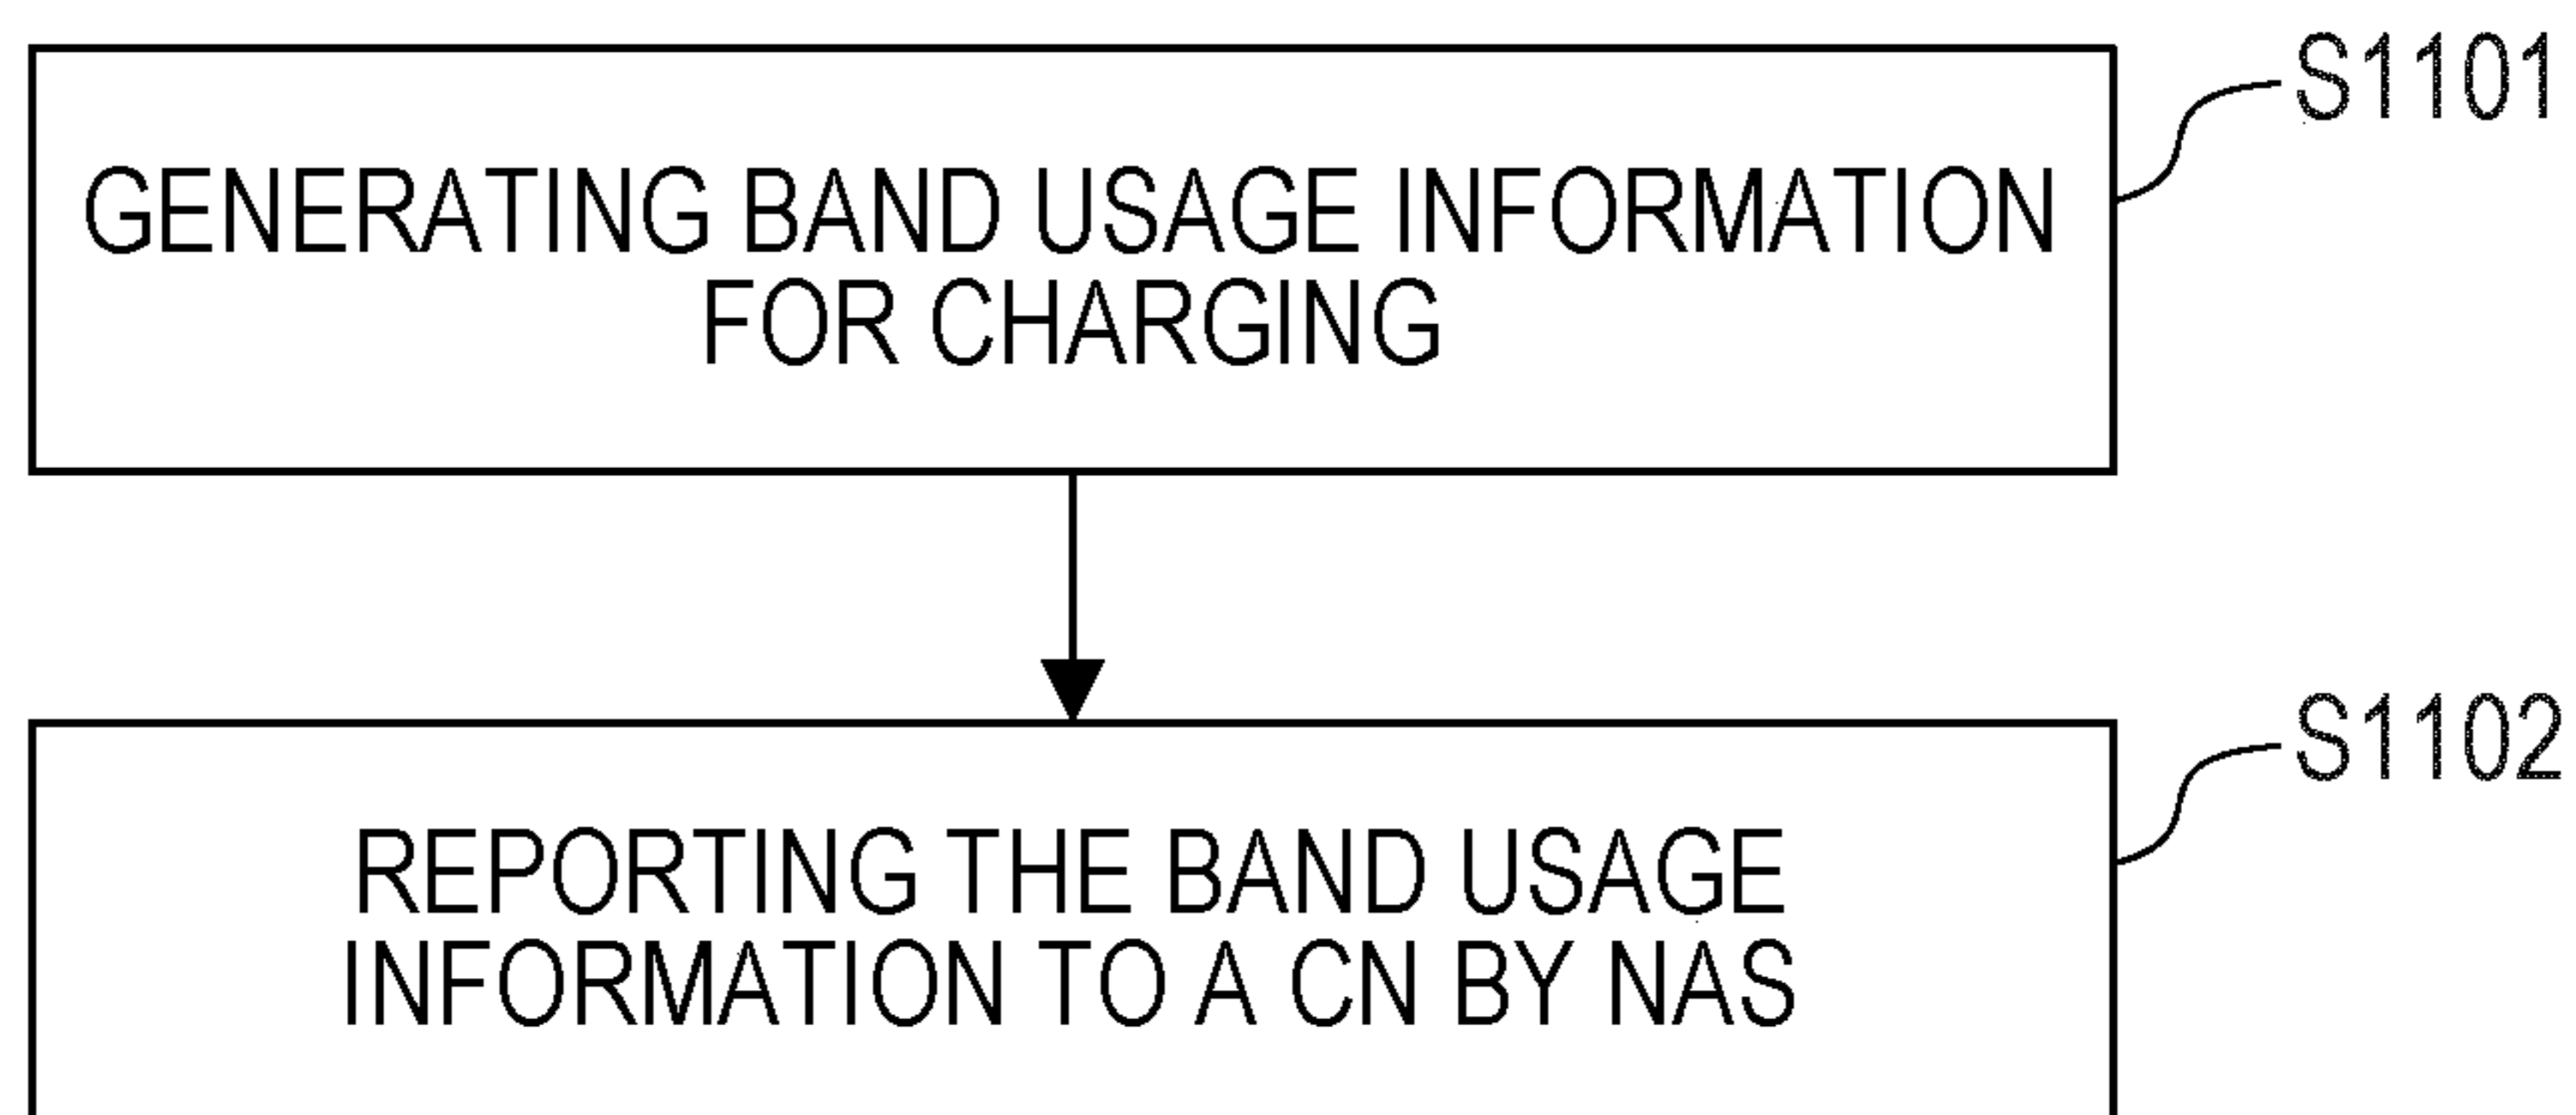 S1101
GENERATING BAND USAGE INFORMATION
FOR CHARGING
S1102
REPORTING THE BAND USAGE
INFORMATION TO A CN BY NAS